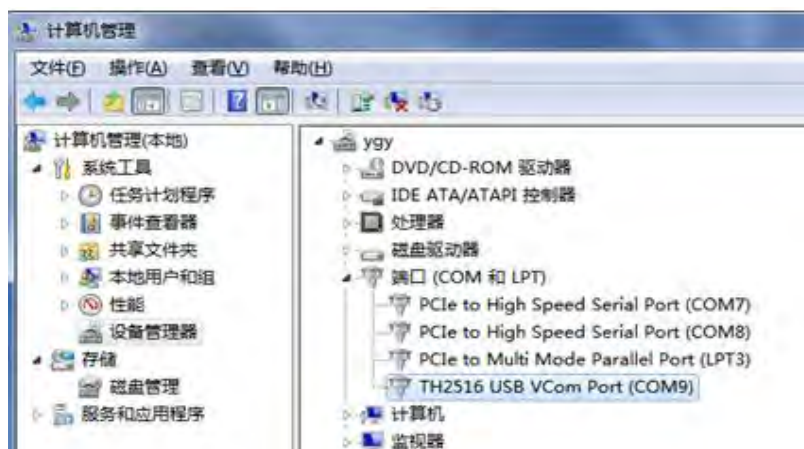 计算机管理
文件(F) 操作(A) 查看(V) 帮助(H)
计算机管理(本地)
系统工具
任务计划程序
事件查看器
共享文件夹
本地用户和组
性能
设备管理器
存储
磁盘管理
服务和应用程序
ygy
DVD/CD-ROM 驱动器
IDE ATA/ATAPI 控制器
处理器
磁盘驱动器
端口 (COM 和 LPT)
PCIe to High Speed Serial Port (COM7)
PCIe to High Speed Serial Port (COM8)
PCIe to Multi Mode Parallel Port (LPT3)
TH2516 USB VCom Port (COM9)
计算机
监视器